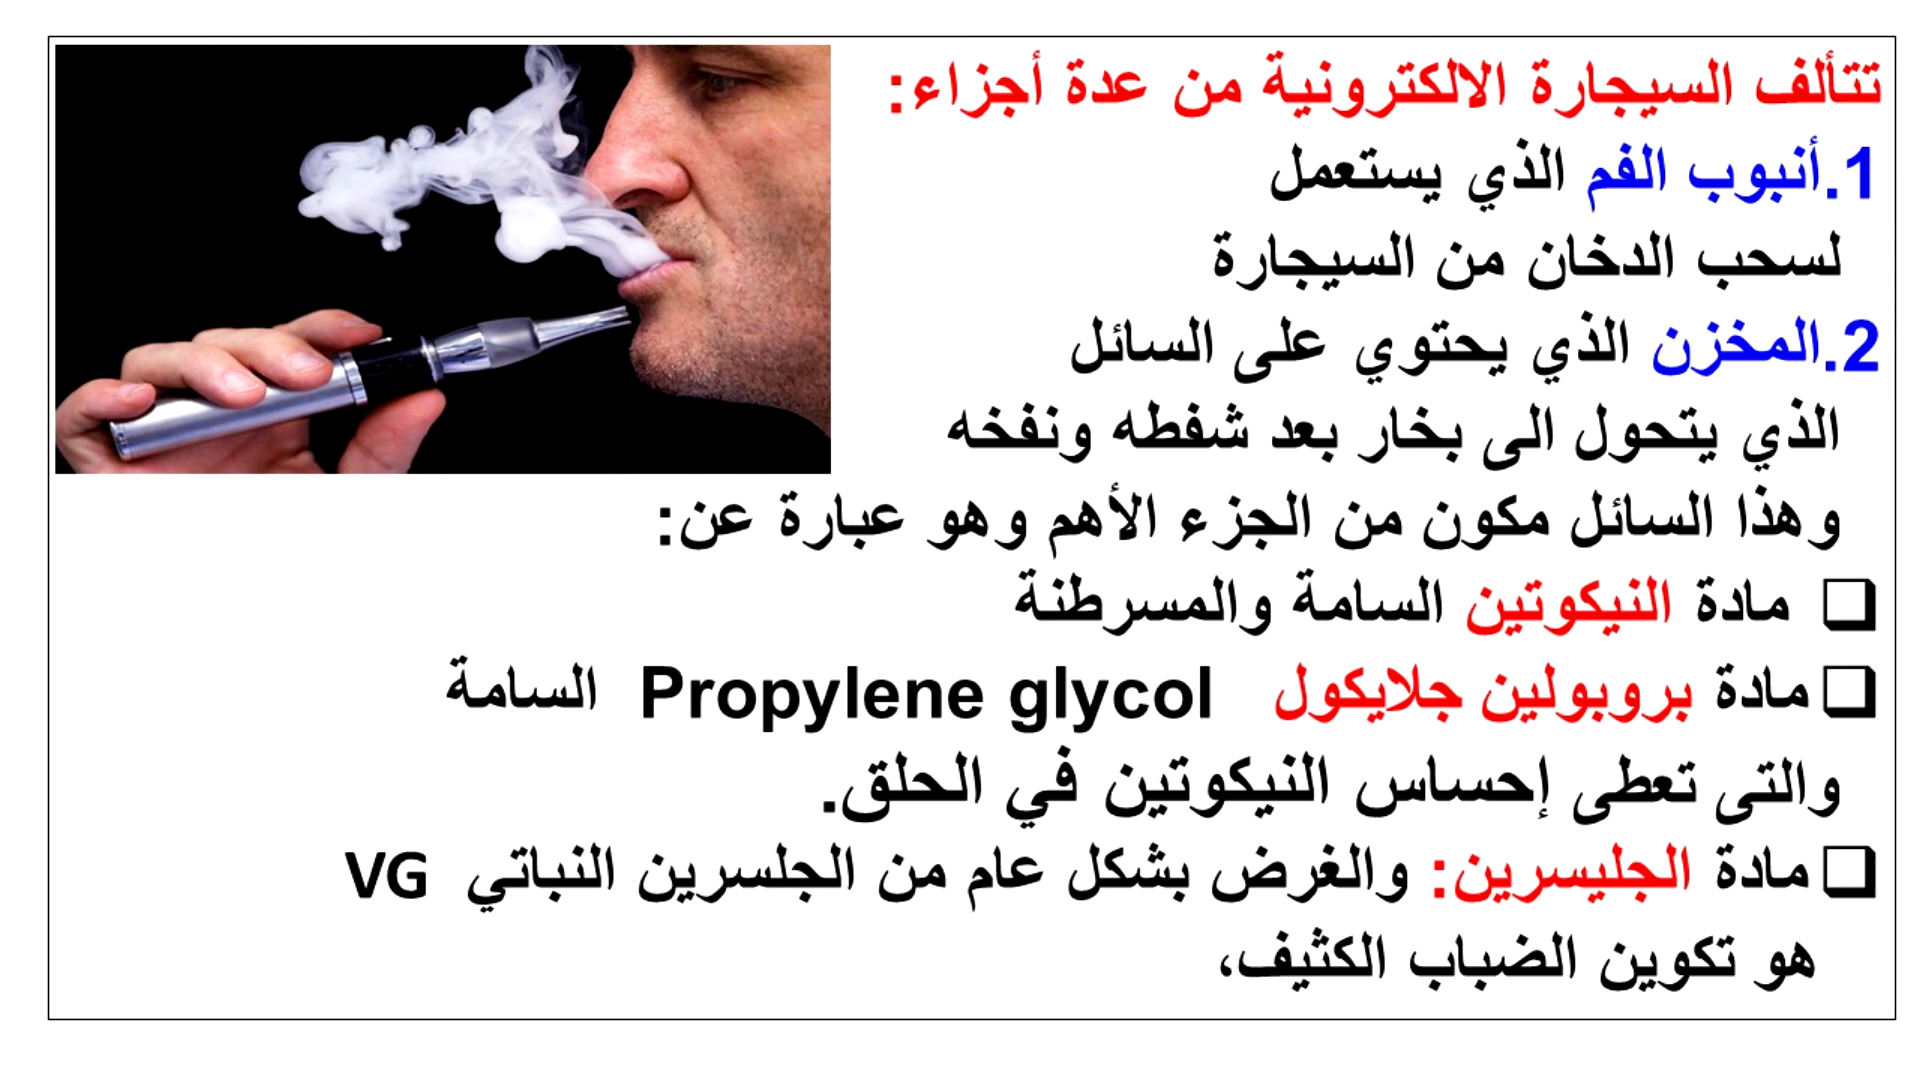 تتألف السيجارة الالكترونية من عدة أجزاء:
1.أنبوب الفم الذي يستعمل
لسحب الدخان من السيجارة
2.المخزن الذي يحتوي على السائل
الذي يتحول الى بخار بعد شفطه ونفخه
وهذا السائل مكون من الجزء الأهم وهو عبارة عن:
❑ مادة النيكوتين السامة والمسرطنة
❑ مادة بروبولين جلايكول Propylene glycol السامة
والتى تعطى إحساس النيكوتين في الحلق.
❑ مادة الجليسرين: والغرض بشكل عام من الجلسرين النباتي VG
هو تكوين الضباب الكثيف،